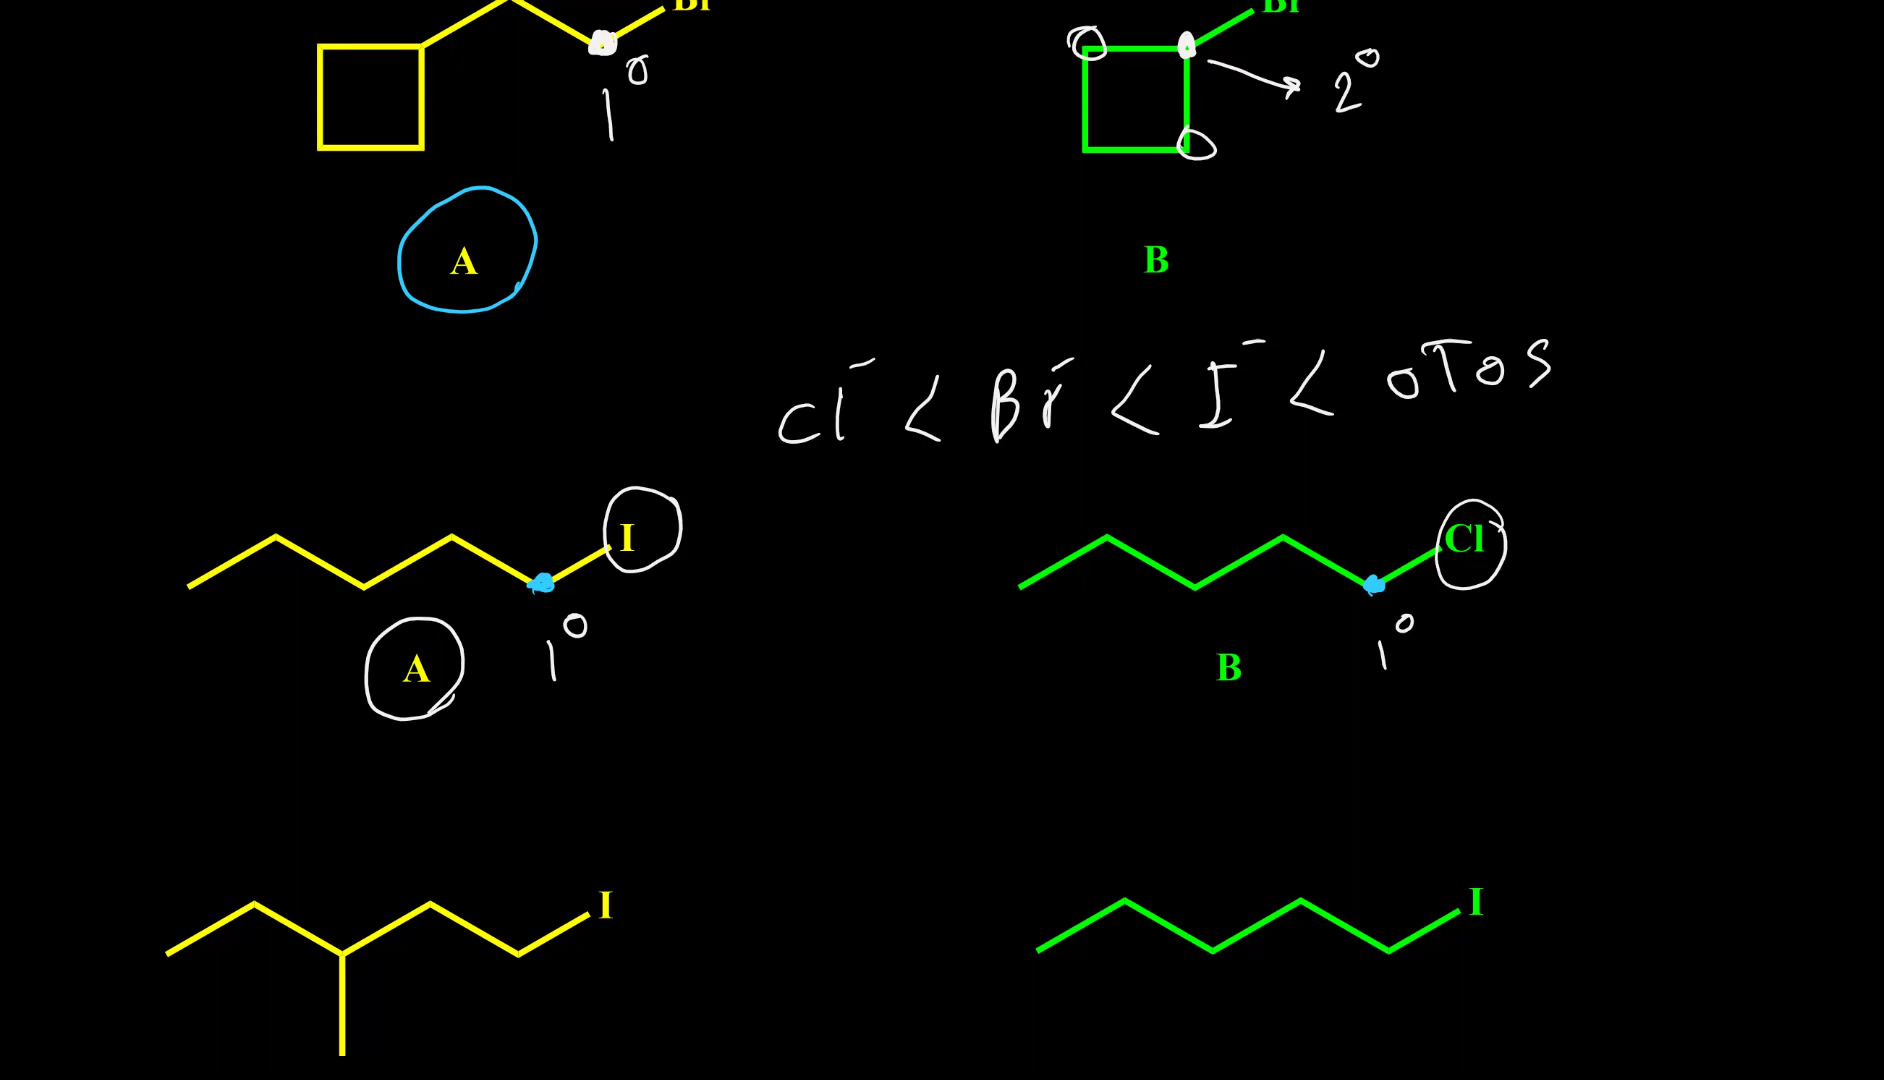 Br Br
1° 2°
A B
Cl⁻ < Br⁻ < I⁻ < OTOS
I Cl
1° 1°
A B
I I